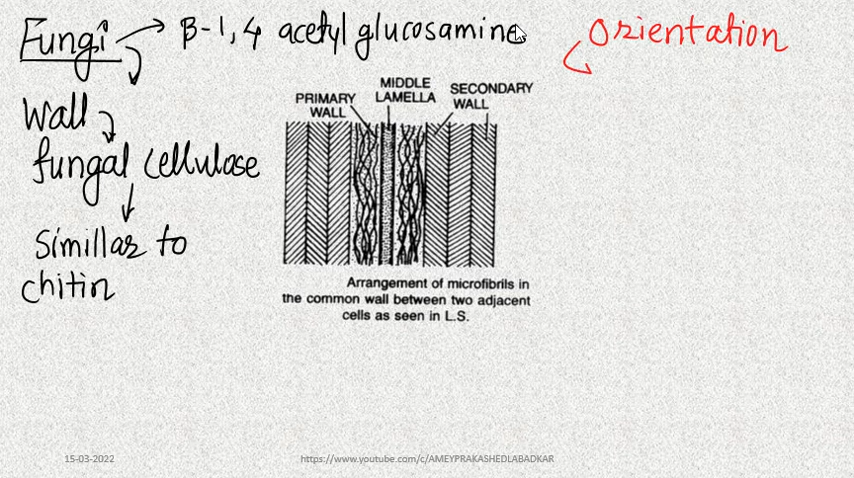 Fungi → β-1,4 acetyl glucosamine
Orientation
Wall
fungal cellulose
Simillar to
chitin
PRIMARY WALL
MIDDLE LAMELLA
SECONDARY WALL
Arrangement of microfibrils in
the common wall between two adjacent
cells as seen in L.S.
15-03-2022
https://www.youtube.com/c/AMEYPRAKASHEDLABADKAR